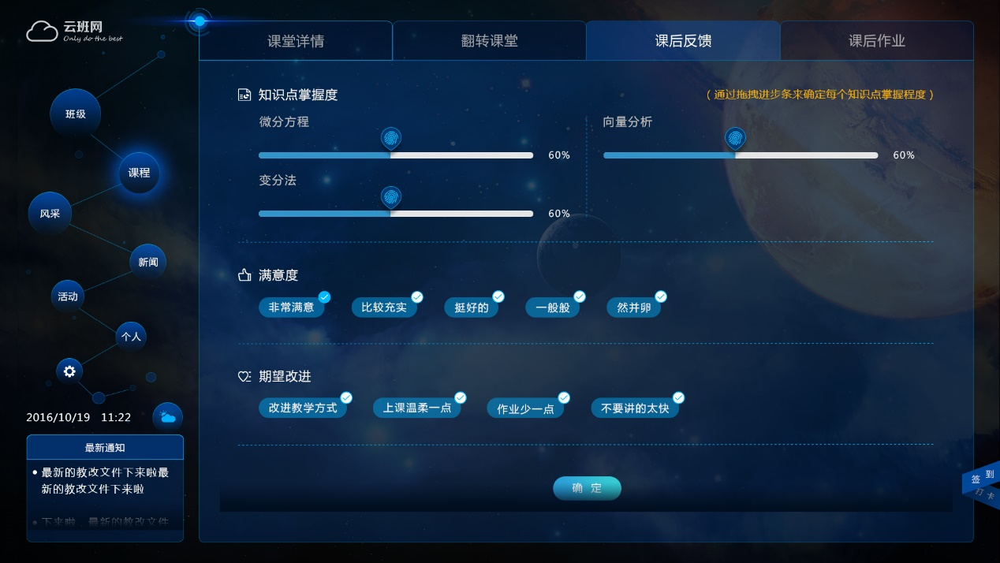 云班网
Only do the best
课堂详情
翻转课堂
课后反馈
课后作业
班级
课程
风采
新闻
活动
个人
2016/10/19 11:22
最新通知
最新的教改文件下来啦最
新的教改文件下来啦
下来啦，最新的教改文件
知识点掌握度
（通过拖拽进步条来确定每个知识点掌握程度）
微分方程
60%
向量分析
60%
变分法
60%
满意度
非常满意
比较充实
挺好的
一般般
然并卵
期望改进
改进教学方式
上课温柔一点
作业少一点
不要讲的太快
确 定
签 到
打 卡